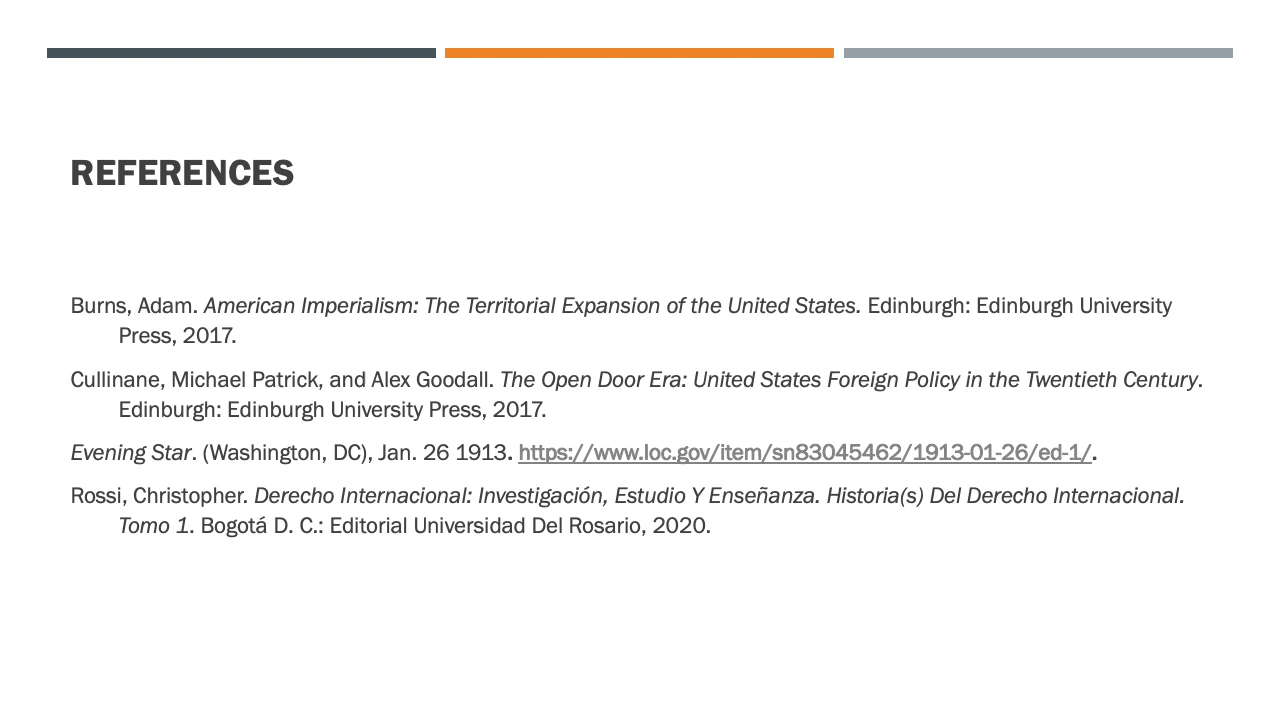 REFERENCES
Burns, Adam. American Imperialism: The Territorial Expansion of the United States. Edinburgh: Edinburgh University
Press, 2017.
Cullinane, Michael Patrick, and Alex Goodall. The Open Door Era: United States Foreign Policy in the Twentieth Century.
Edinburgh: Edinburgh University Press, 2017.
Evening Star. (Washington, DC), Jan. 26 1913. https://www.loc.gov/item/sn83045462/1913-01-26/ed-1/.
Rossi, Christopher. Derecho Internacional: Investigación, Estudio Y Enseñanza. Historia(s) Del Derecho Internacional.
Tomo 1. Bogotá D. C.: Editorial Universidad Del Rosario, 2020.